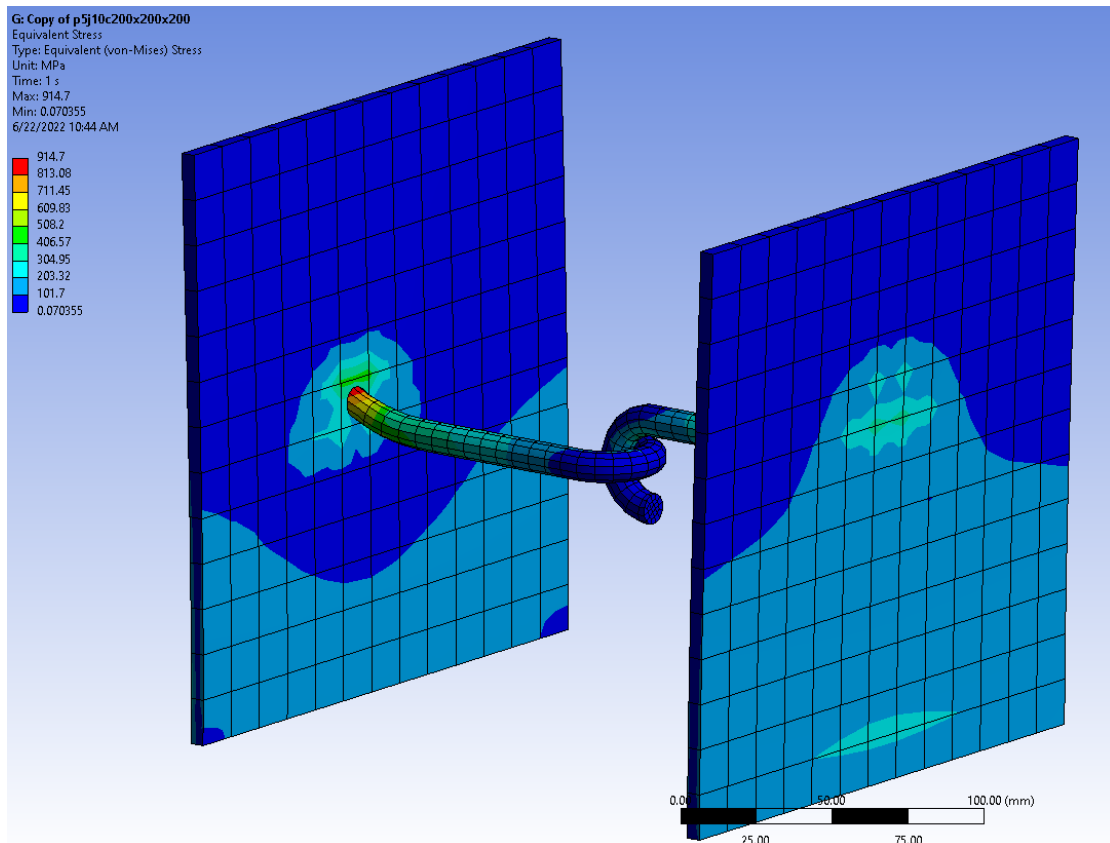 G: Copy of p5j10c200x200x200
Equivalent Stress
Type: Equivalent (von-Mises) Stress
Unit: MPa
Time: 1 s
Max: 914.7
Min: 0.070355
6/22/2022 10:44 AM
914.7
813.08
711.45
609.83
508.2
406.57
304.95
203.32
101.7
0.070355
50.00
100.00 (mm)
25.00
75.00